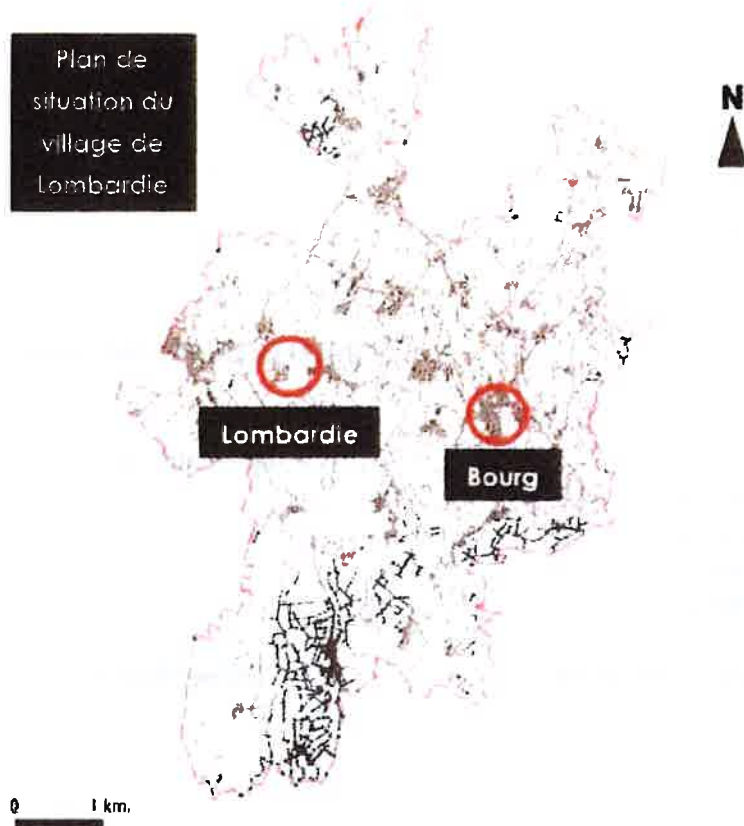 Plan de
situation du
village de
Lombardie
N
Lombardie
Bourg
0 1 km.